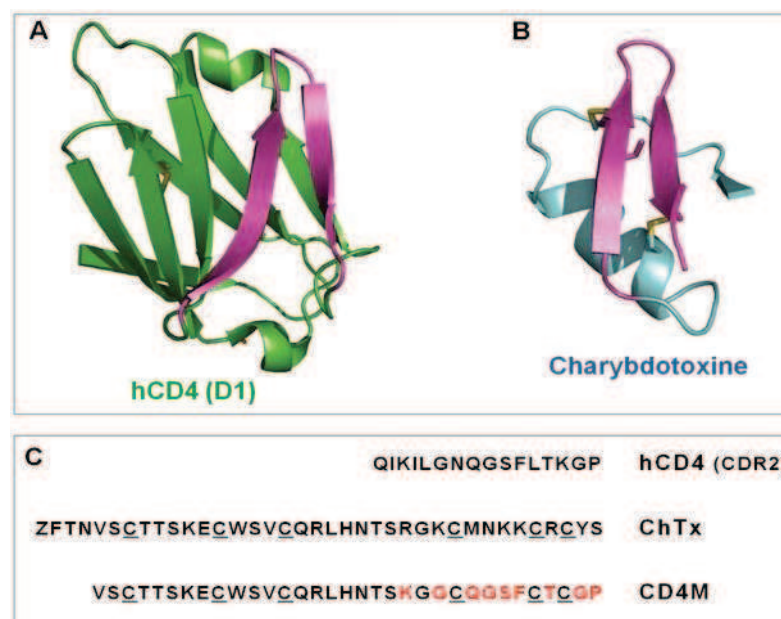 A
B
hCD4 (D1)
Charybdotoxine
C
QIKILGNQGSFLTKGP hCD4 (CDR2
ZFTNVSCTTSKECWSVCQRLHNTSRGKCMNKKCRCYS ChTx
VSCTTSKECWSVCQRLHNTSKGGCQGSFCTCGP CD4M